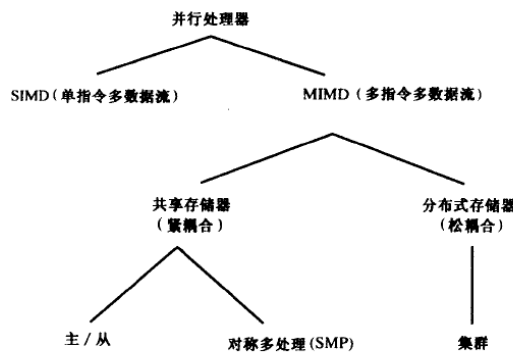 并行处理器
SIMD(单指令多数据流)
MIMD(多指令多数据流)
共享存储器
(紧耦合)
分布式存储器
(松耦合)
主/从
对称多处理(SMP)
集群